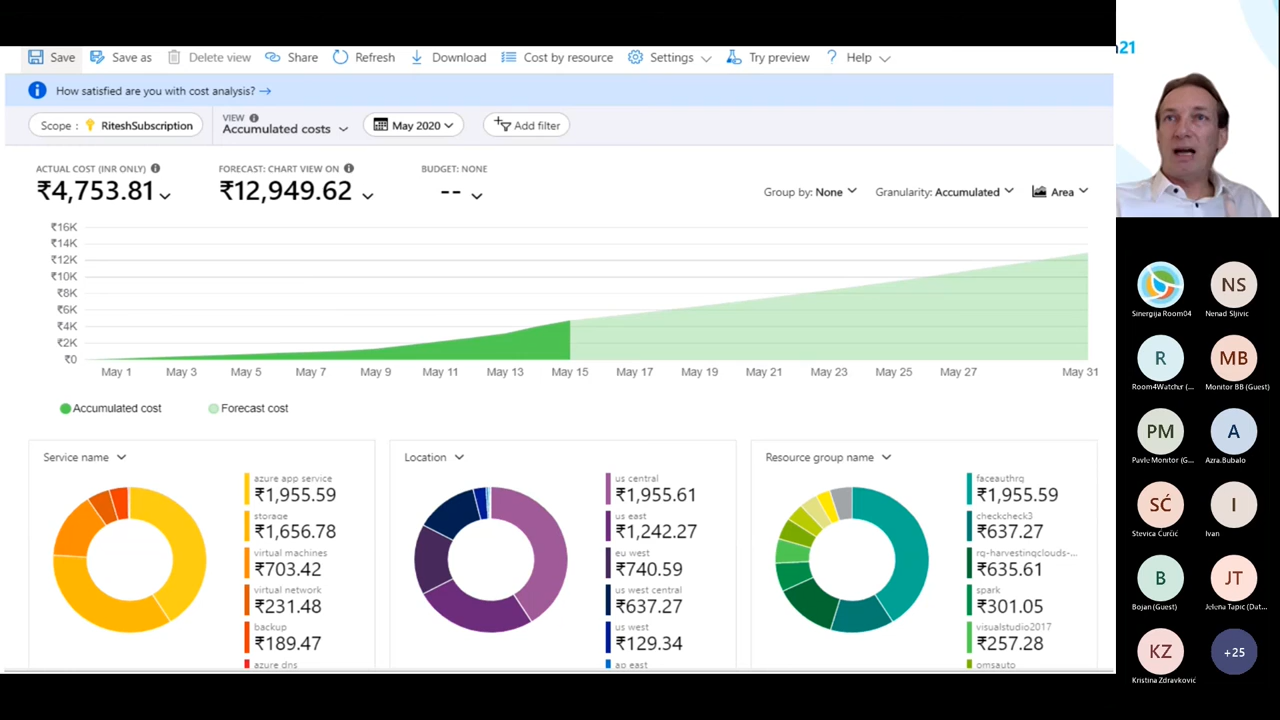 Save
Save as
Delete view
Share
Refresh
Download
Cost by resource
Settings
Try preview
? Help
21
How satisfied are you with cost analysis? →
Scope : RiteshSubscription
VIEW
Accumulated costs
May 2020
Add filter
ACTUAL COST (INR ONLY)
₹4,753.81
FORECAST: CHART VIEW ON
₹12,949.62
BUDGET: NONE
--
Group by: None
Granularity: Accumulated
Area
₹16K
₹14K
₹12K
₹10K
₹8K
₹6K
₹4K
₹2K
₹0
May 1 May 3 May 5 May 7 May 9 May 11 May 13 May 15 May 17 May 19 May 21 May 23 May 25 May 27 May 31
Accumulated cost
Forecast cost
Service name
azure app service
₹1,955.59
storage
₹1,656.78
virtual machines
₹703.42
virtual network
₹231.48
backup
₹189.47
azure dns
Location
us central
₹1,955.61
us east
₹1,242.27
eu west
₹740.59
us west central
₹637.27
us west
₹129.34
ap east
Resource group name
faceauthrg
₹1,955.59
checkcheck3
₹637.27
rg-harvestingclouds-...
₹635.61
spark
₹301.05
visualstudio2017
₹257.28
omsauto
Sinergija Room04
NS
Nenad Sljivic
R
Room4Watchur (...
MB
Monitor BB (Guest)
PM
Pavle Monitor (G...
A
Azra.Bubalo
SĆ
Stevica Ćurčić
I
Ivan
B
Bojan (Guest)
JT
Jelena Tapic (Dat...
KZ
Kristina Zdravković
+25